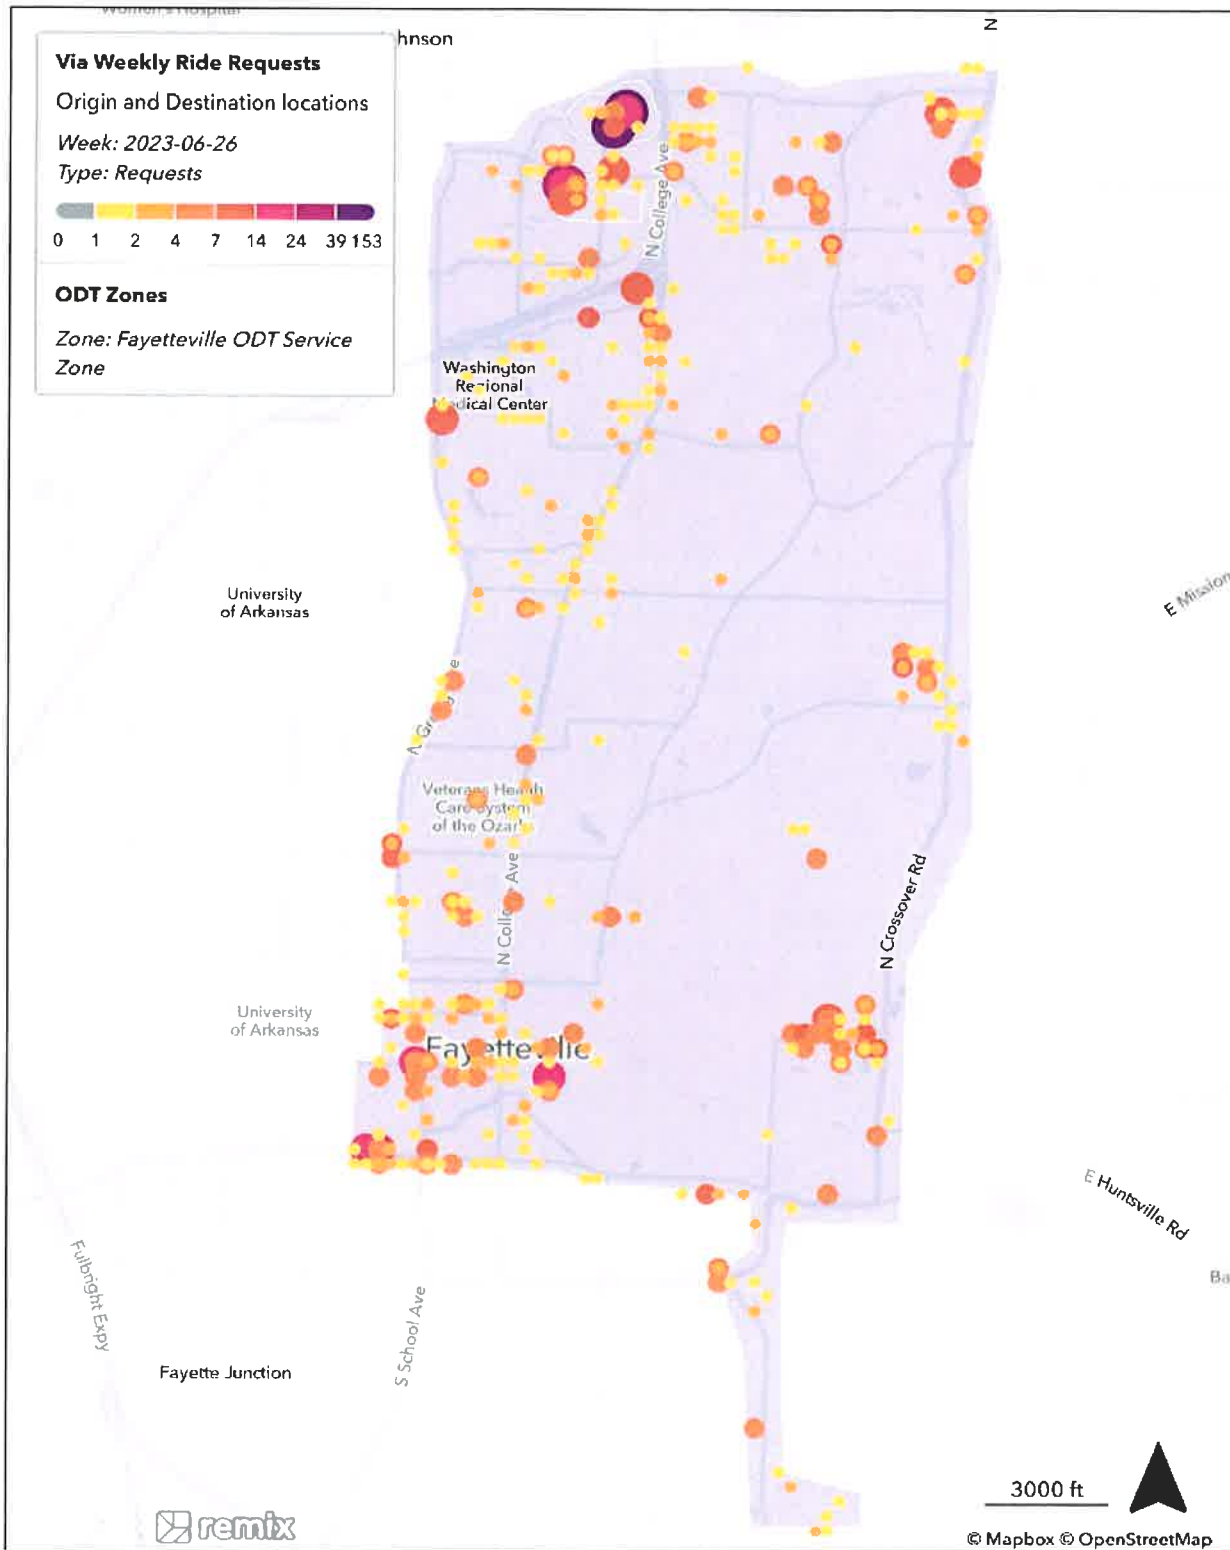 Women's Hospital
hnson
N
Via Weekly Ride Requests
Origin and Destination locations
Week: 2023-06-26
Type: Requests
0 1 2 4 7 14 24 39 153
ODT Zones
Zone: Fayetteville ODT Service
Zone
N College Ave
Washington
Regional
Medical Center
University
of Arkansas
E Mission
Veterans Health
Care System
of the Ozarks
N College Ave
N Crossover Rd
University
of Arkansas
Fayetteville
E Huntsville Rd
Ba
Fulbright Expy
S School Ave
Fayette Junction
3000 ft
remix
© Mapbox © OpenStreetMap